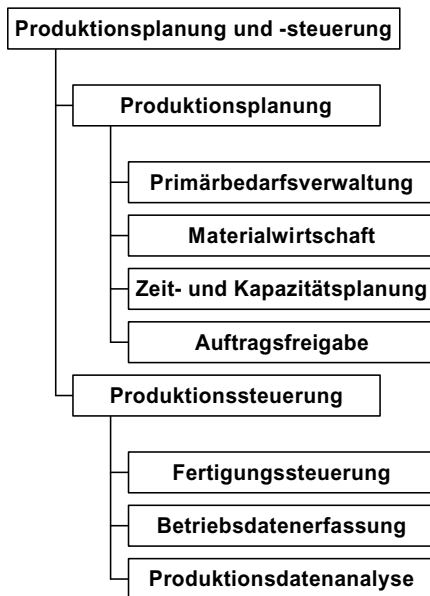 Produktionsplanung und -steuerung
Produktionsplanung
Primärbedarfsverwaltung
Materialwirtschaft
Zeit- und Kapazitätsplanung
Auftragsfreigabe
Produktionssteuerung
Fertigungssteuerung
Betriebsdatenerfassung
Produktionsdatenanalyse